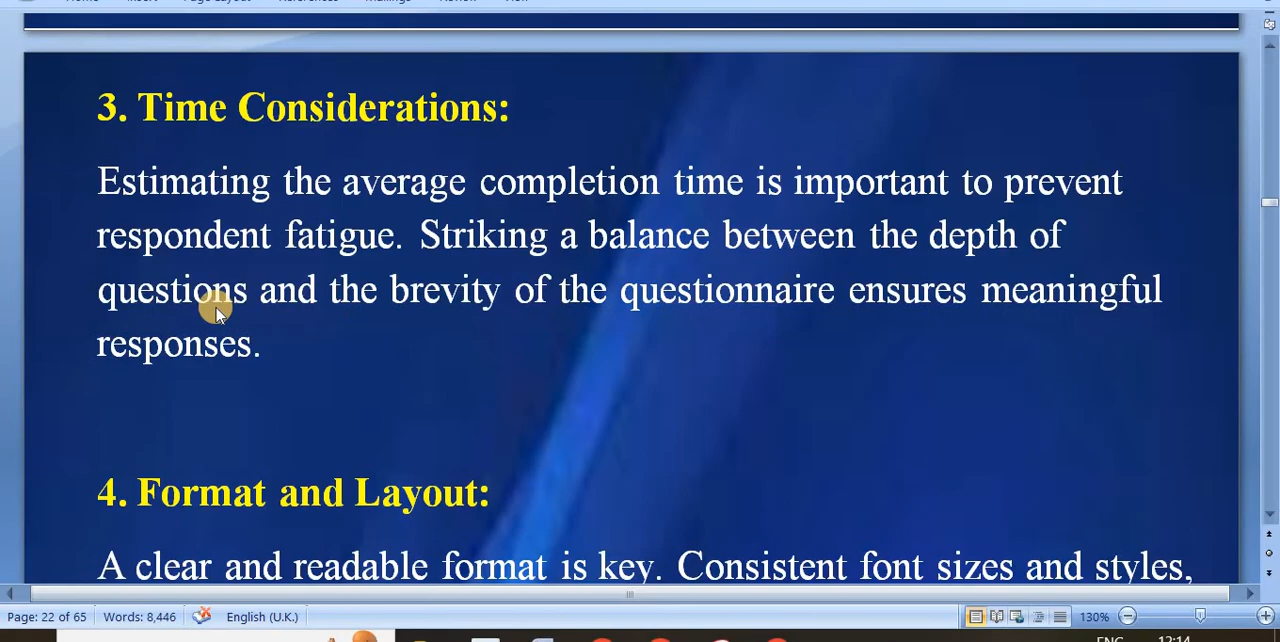 3. Time Considerations:
Estimating the average completion time is important to prevent
respondent fatigue. Striking a balance between the depth of
questions and the brevity of the questionnaire ensures meaningful
responses.
4. Format and Layout:
A clear and readable format is key. Consistent font sizes and styles,
Page: 22 of 65 Words: 8,446 English (U.K.) 130%
12:14